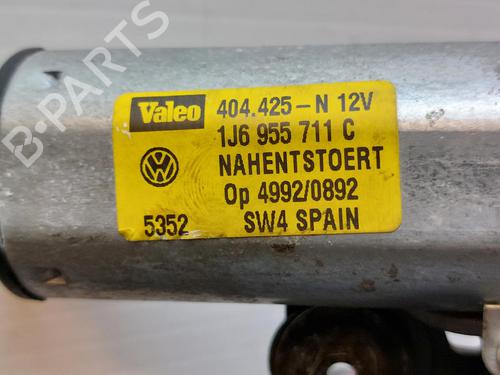 Valeo 404.425-N 12V
1J6 955 711 C
NAHENTSTOERT
Op 4992/0892
5352 SW4 SPAIN
B-PARTS